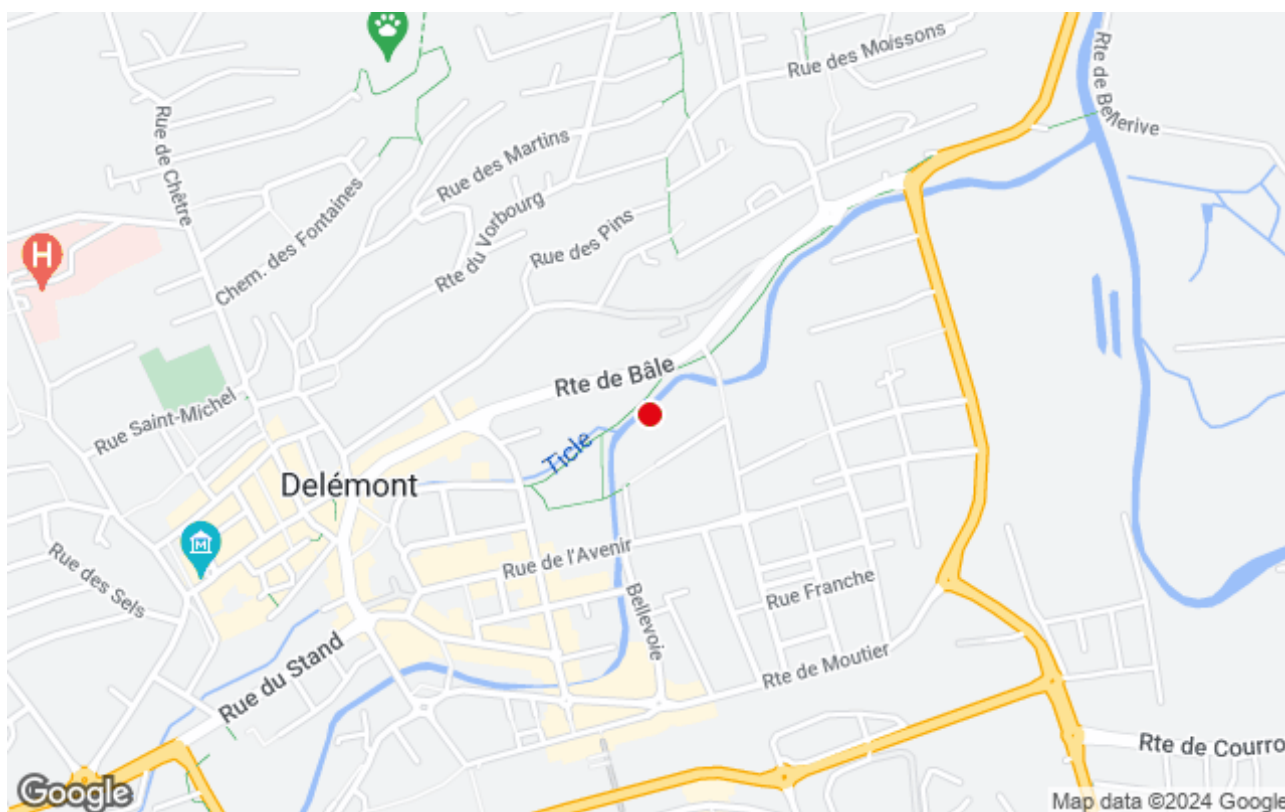 Rue des Moissons
Rte de Bellerive
Rue de Chêtre
Rue des Martins
Chem. des Fontaines
Rte du Vorbourg
Rue des Pins
H
Rte de Bâle
Rue Saint-Michel
Ticle
Delémont
M
Rue de l'Avenir
Rue des Sels
Rue Franche
Bellevoie
Rue du Stand
Rte de Moutier
Rte de Courro
Google
Map data ©2024 Google